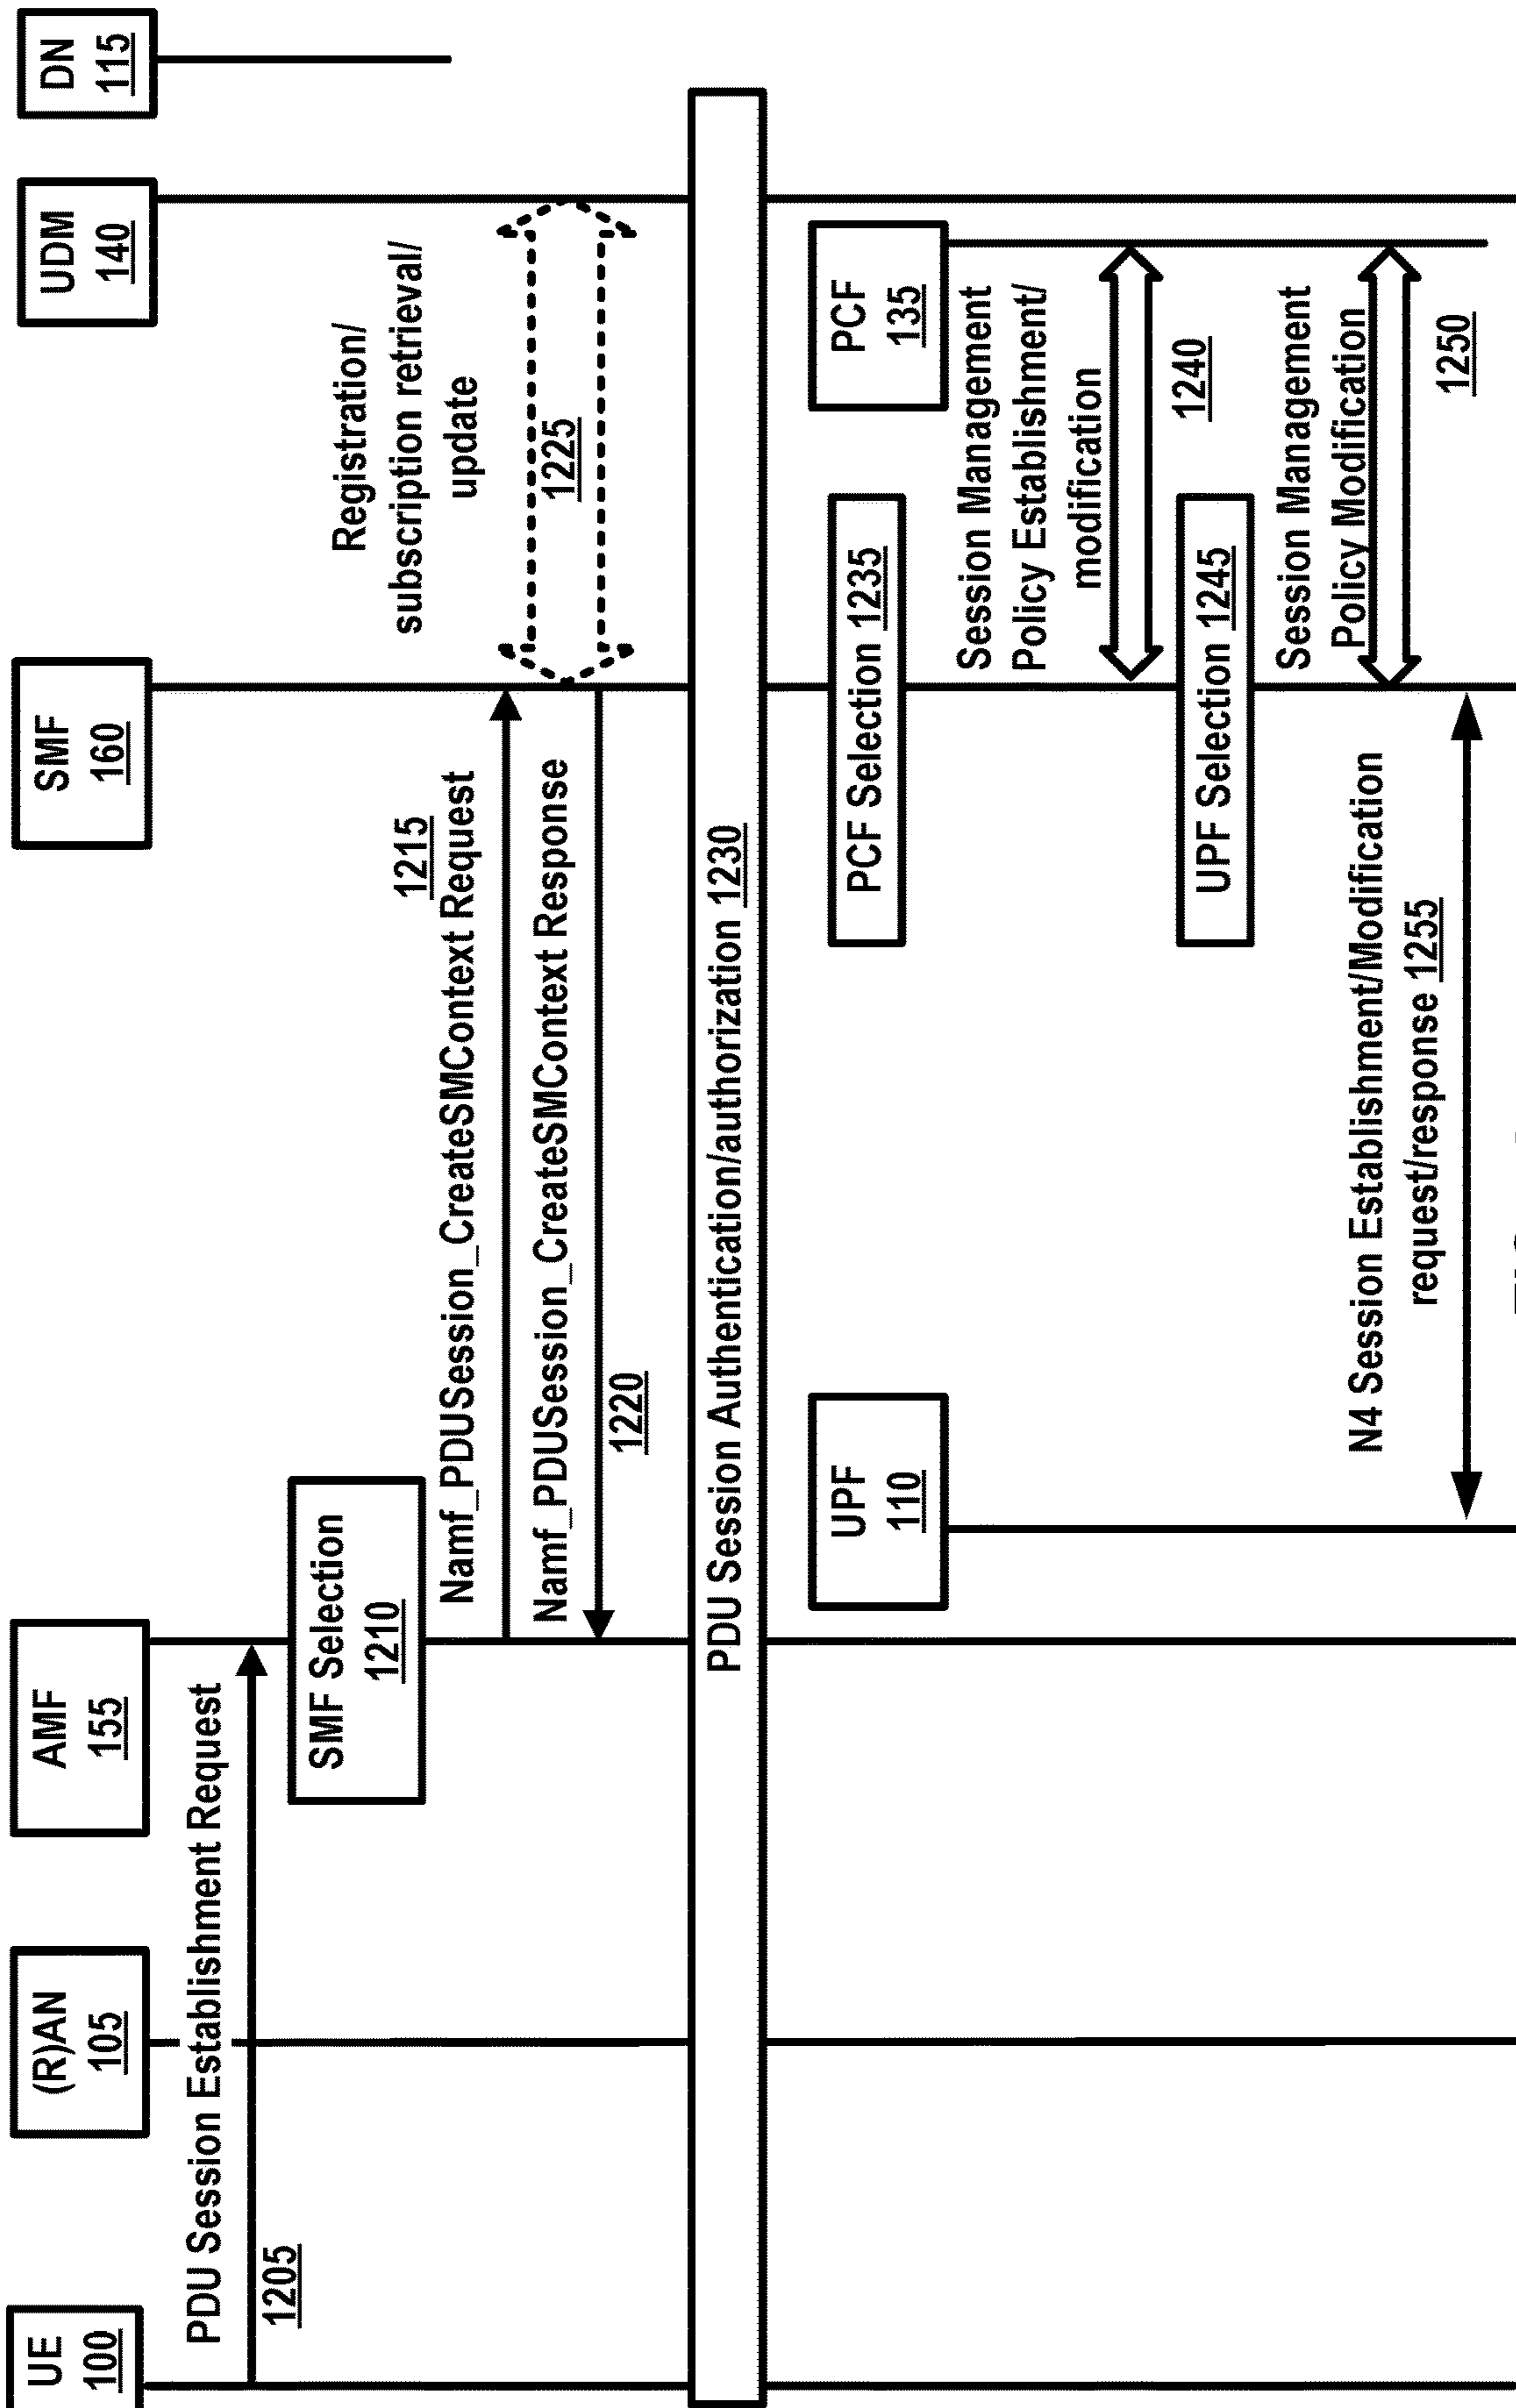 UE
100
(R)AN
105
AMF
155
SMF
160
UDM
140
DN
115
PDU Session Establishment Request
1205
SMF Selection
1210
1215
Namf_PDUSession_CreateSMContext Request
Namf_PDUSession_CreateSMContext Response
1220
Registration/
subscription retrieval/
update
1225
PDU Session Authentication/authorization 1230
UPF
110
PCF Selection 1235
PCF
135
Session Management
Policy Establishment/
modification
1240
UPF Selection 1245
Session Management
Policy Modification
1250
N4 Session Establishment/Modification
request/response 1255